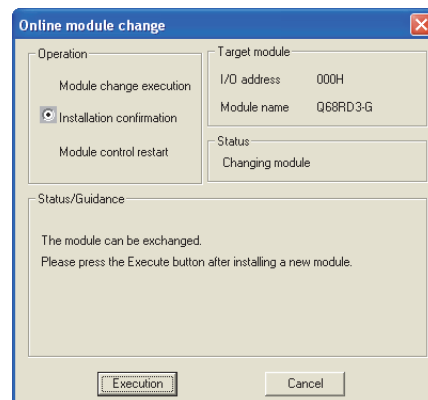 Online module change
Operation
Module change execution
Installation confirmation
Module control restart
Target module
I/O address 000H
Module name Q68RD3-G
Status
Changing module
Status/Guidance
The module can be exchanged.
Please press the Execute button after installing a new module.
Execution
Cancel